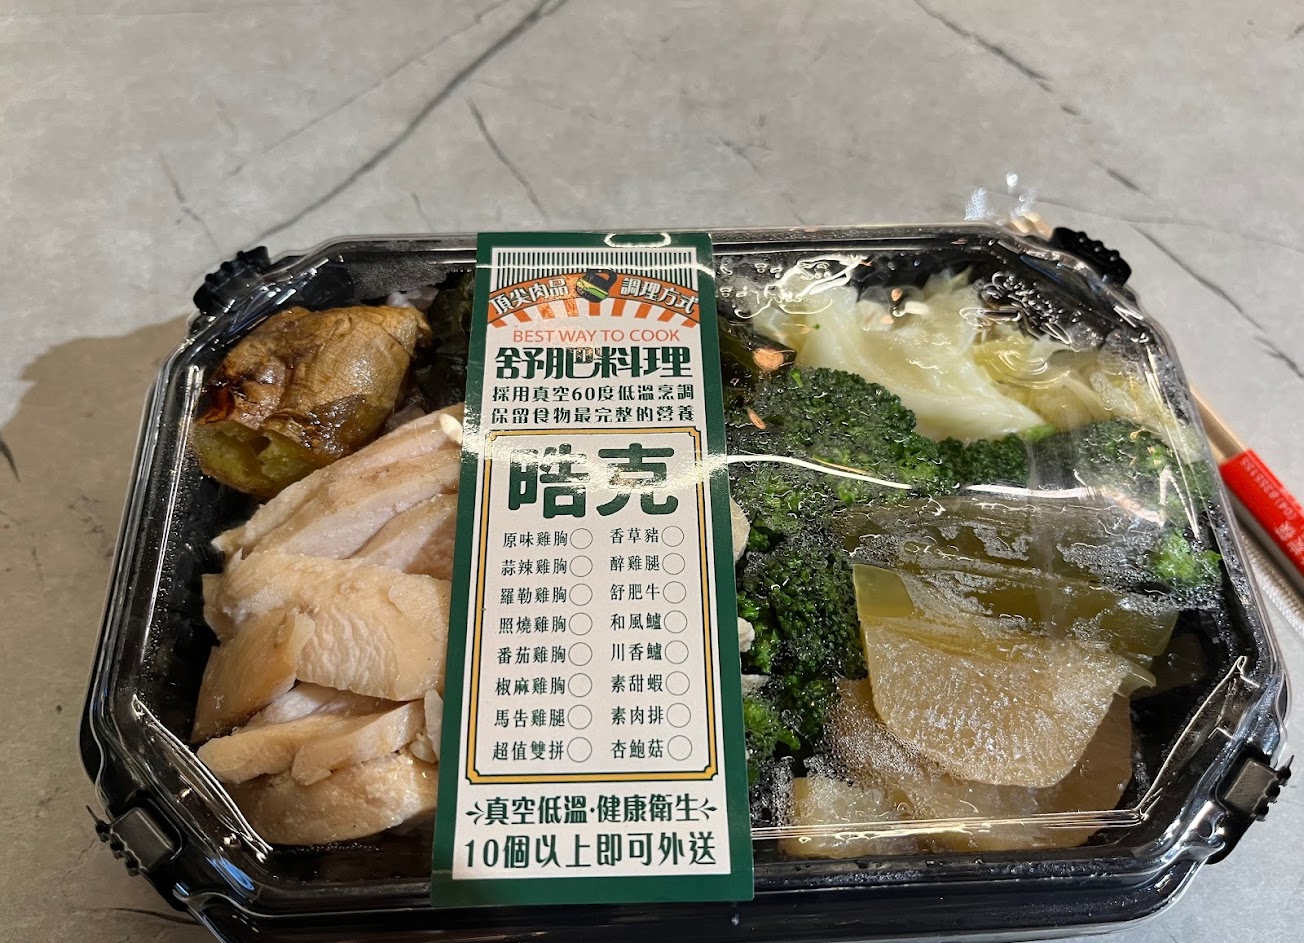 頂尖肉品 調理方式
BEST WAY TO COOK
舒肥料理
採用真空60度低溫烹調
保留食物最完整的營養
皓克
原味雞胸○ 香草豬○
蒜辣雞胸○ 醉雞腿○
羅勒雞胸○ 舒肥牛○
照燒雞胸○ 和風鱸○
番茄雞胸○ 川香鱸○
椒麻雞胸○ 素甜蝦○
馬告雞腿○ 素肉排○
超值雙拼○ 杏鮑菇○
真空低溫·健康衛生
10個以上即可外送